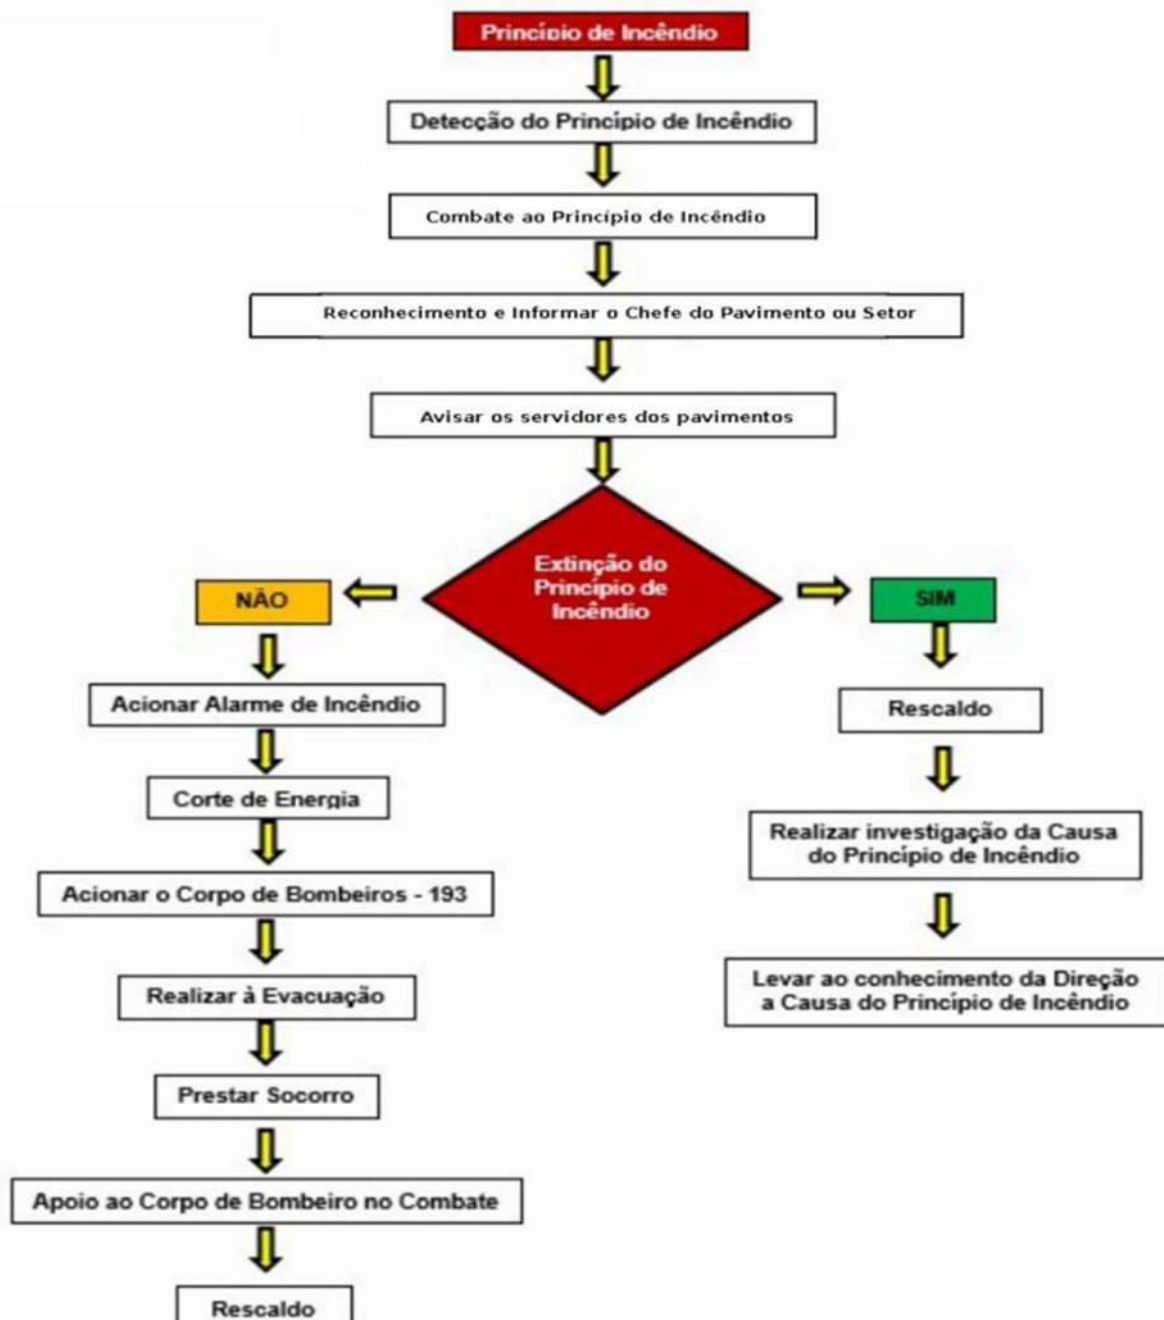 Princípio de Incêndio
Detecção do Princípio de Incêndio
Combate ao Princípio de Incêndio
Reconhecimento e Informar o Chefe do Pavimento ou Setor
Avisar os servidores dos pavimentos
Extinção do
Princípio de
Incêndio
NÃO
SIM
Acionar Alarme de Incêndio
Corte de Energia
Acionar o Corpo de Bombeiros - 193
Realizar à Evacuação
Prestar Socorro
Apoio ao Corpo de Bombeiro no Combate
Rescaldo
Rescaldo
Realizar investigação da Causa
do Princípio de Incêndio
Levar ao conhecimento da Direção
a Causa do Princípio de Incêndio